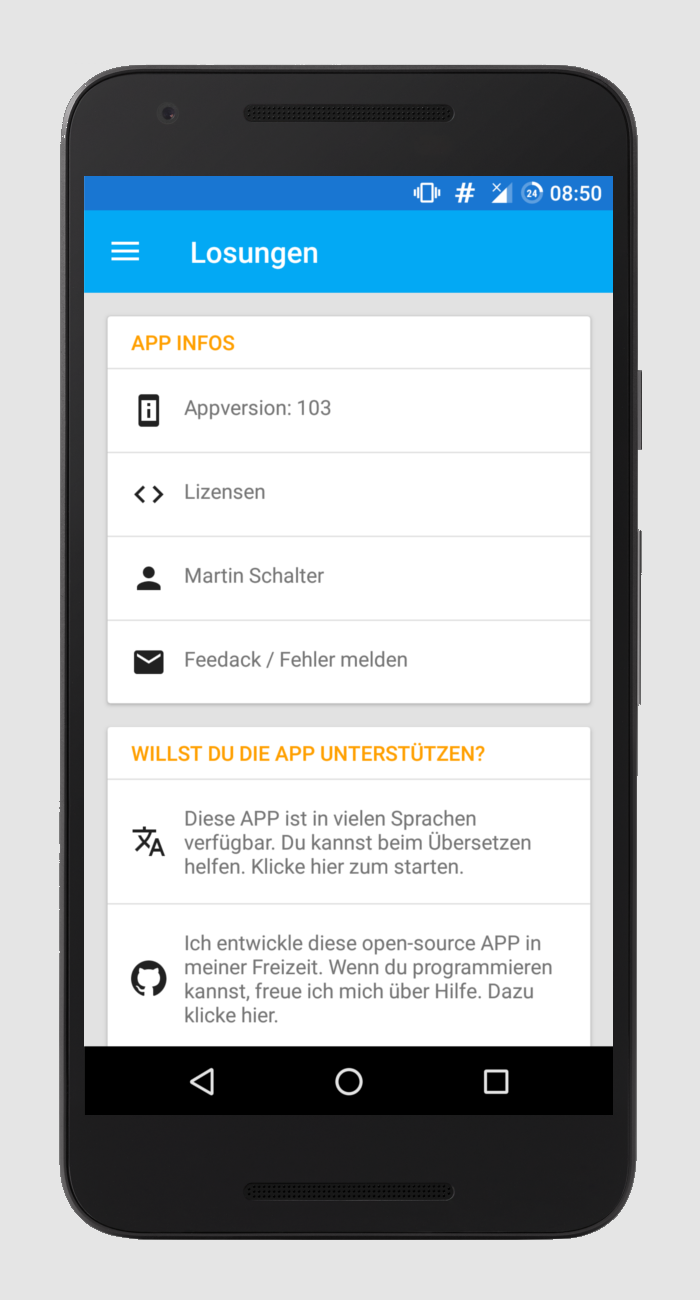 # 24 08:50
Losungen
APP INFOS
Appversion: 103
Lizensen
Martin Schalter
Feedack / Fehler melden
WILLST DU DIE APP UNTERSTÜTZEN?
Diese APP ist in vielen Sprachen
verfügbar. Du kannst beim Übersetzen
helfen. Klicke hier zum starten.
Ich entwickle diese open-source APP in
meiner Freizeit. Wenn du programmieren
kannst, freue ich mich über Hilfe. Dazu
klicke hier.